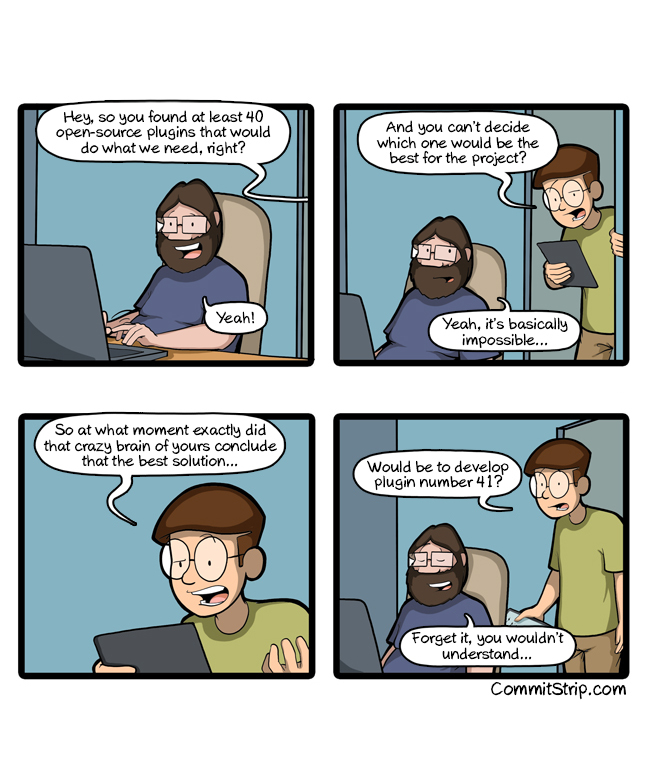 Hey, so you found at least 40
open-source plugins that would
do what we need, right?
Yeah!
And you can't decide
which one would be the
best for the project?
Yeah, it's basically
impossible...
So at what moment exactly did
that crazy brain of yours conclude
that the best solution...
Would be to develop
plugin number 41?
Forget it, you wouldn't
understand...
CommitStrip.com